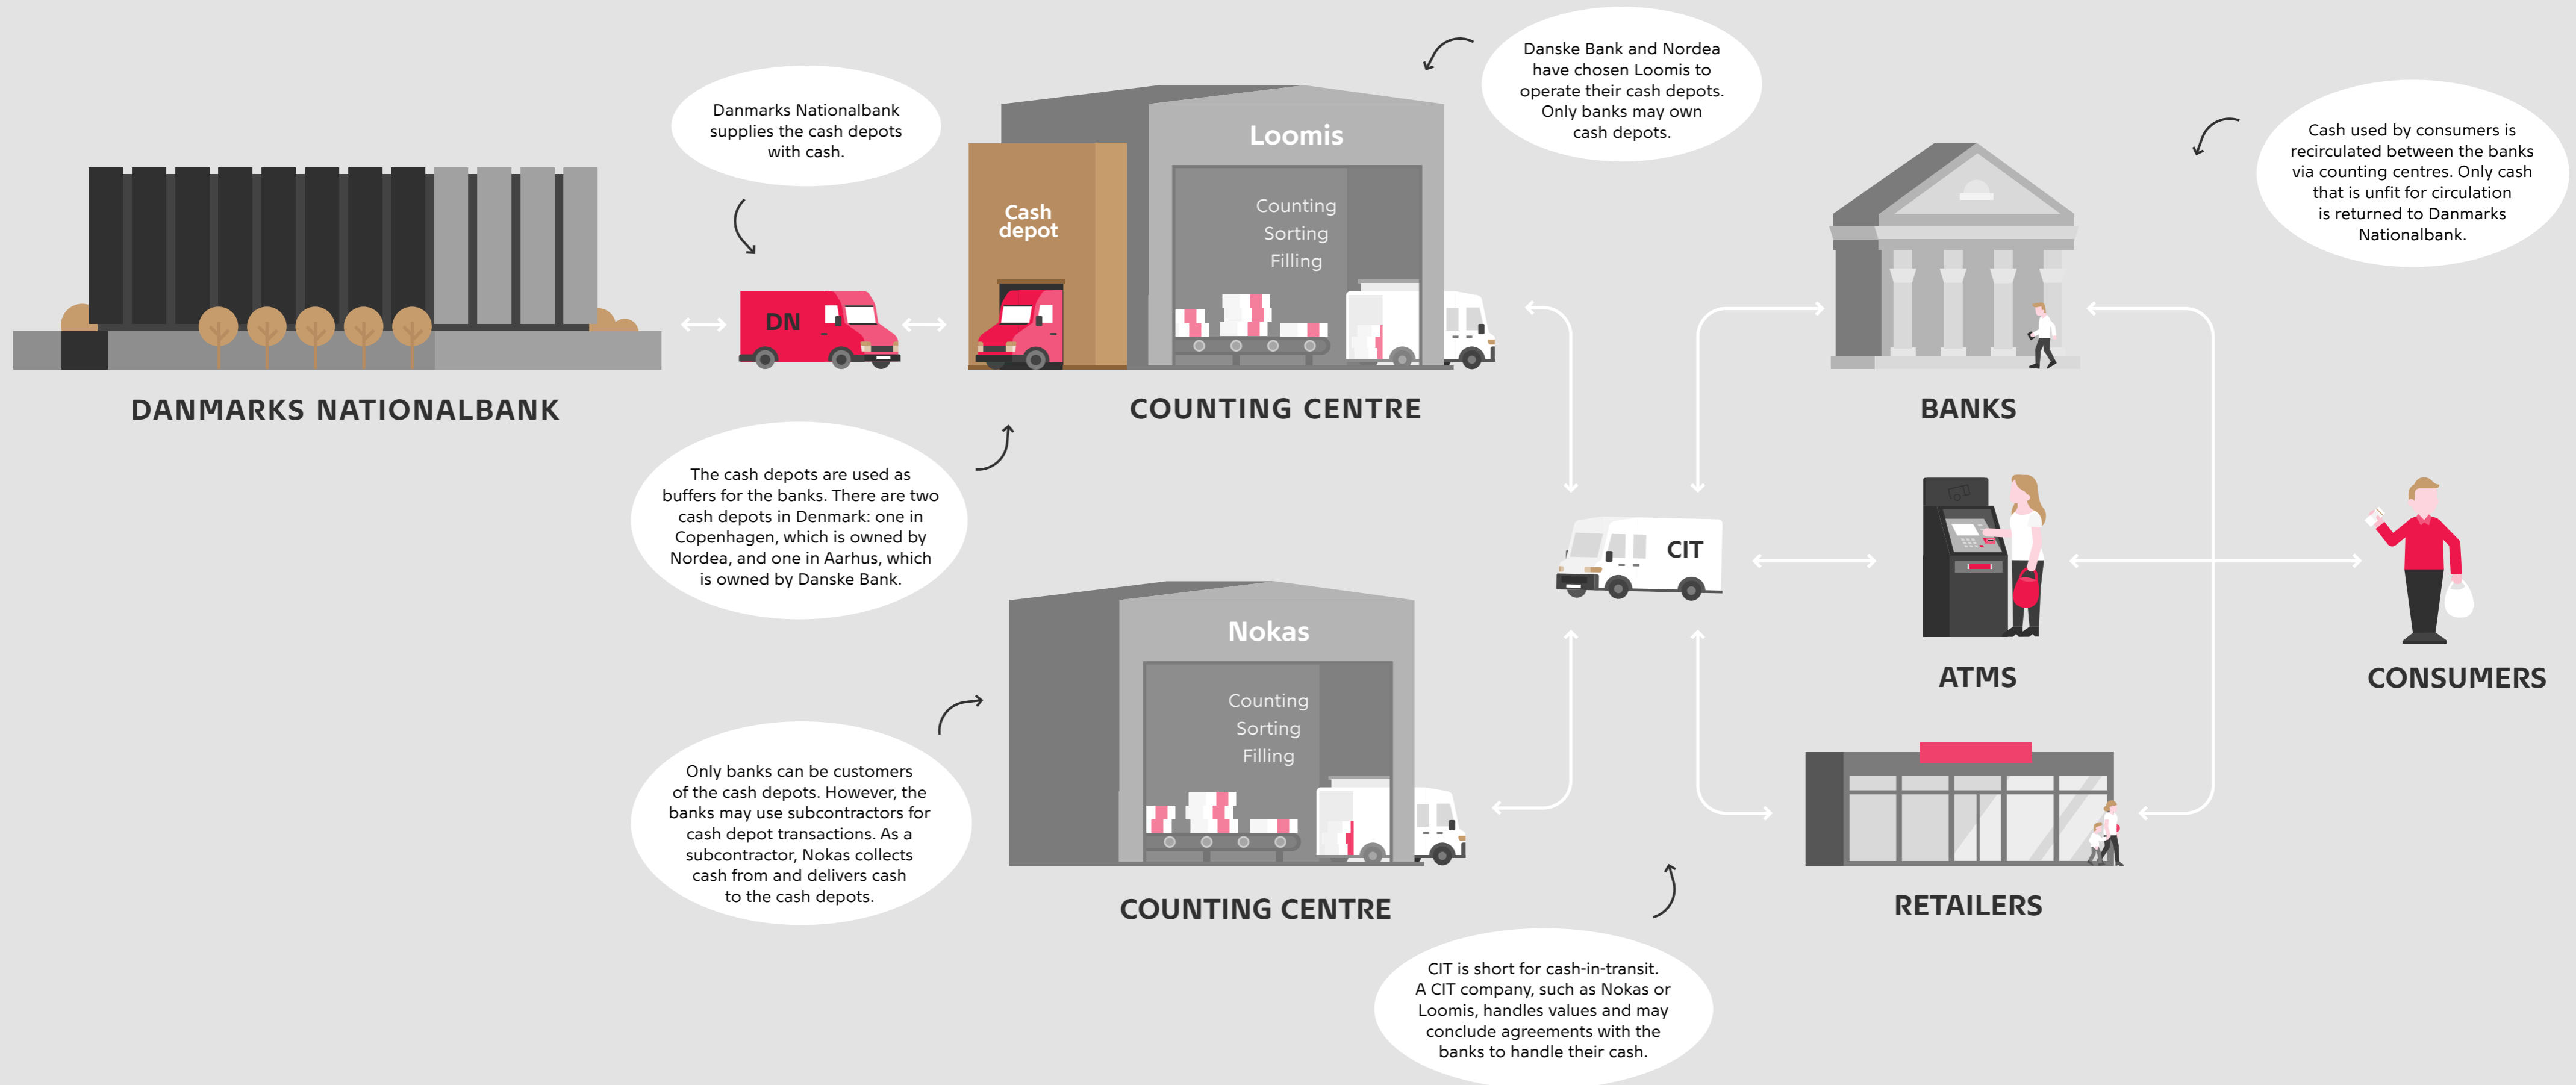 Danmarks Nationalbank
supplies the cash depots
with cash.
Danske Bank and Nordea
have chosen Loomis to
operate their cash depots.
Only banks may own
cash depots.
Cash used by consumers is
recirculated between the banks
via counting centres. Only cash
that is unfit for circulation
is returned to Danmarks
Nationalbank.
Loomis
Cash
depot
Counting
Sorting
Filling
DN
DANMARKS NATIONALBANK
COUNTING CENTRE
BANKS
The cash depots are used as
buffers for the banks. There are two
cash depots in Denmark: one in
Copenhagen, which is owned by
Nordea, and one in Aarhus, which
is owned by Danske Bank.
CIT
Nokas
Counting
Sorting
Filling
ATMS
CONSUMERS
Only banks can be customers
of the cash depots. However, the
banks may use subcontractors for
cash depot transactions. As a
subcontractor, Nokas collects
cash from and delivers cash
to the cash depots.
COUNTING CENTRE
RETAILERS
CIT is short for cash-in-transit.
A CIT company, such as Nokas or
Loomis, handles values and may
conclude agreements with the
banks to handle their cash.